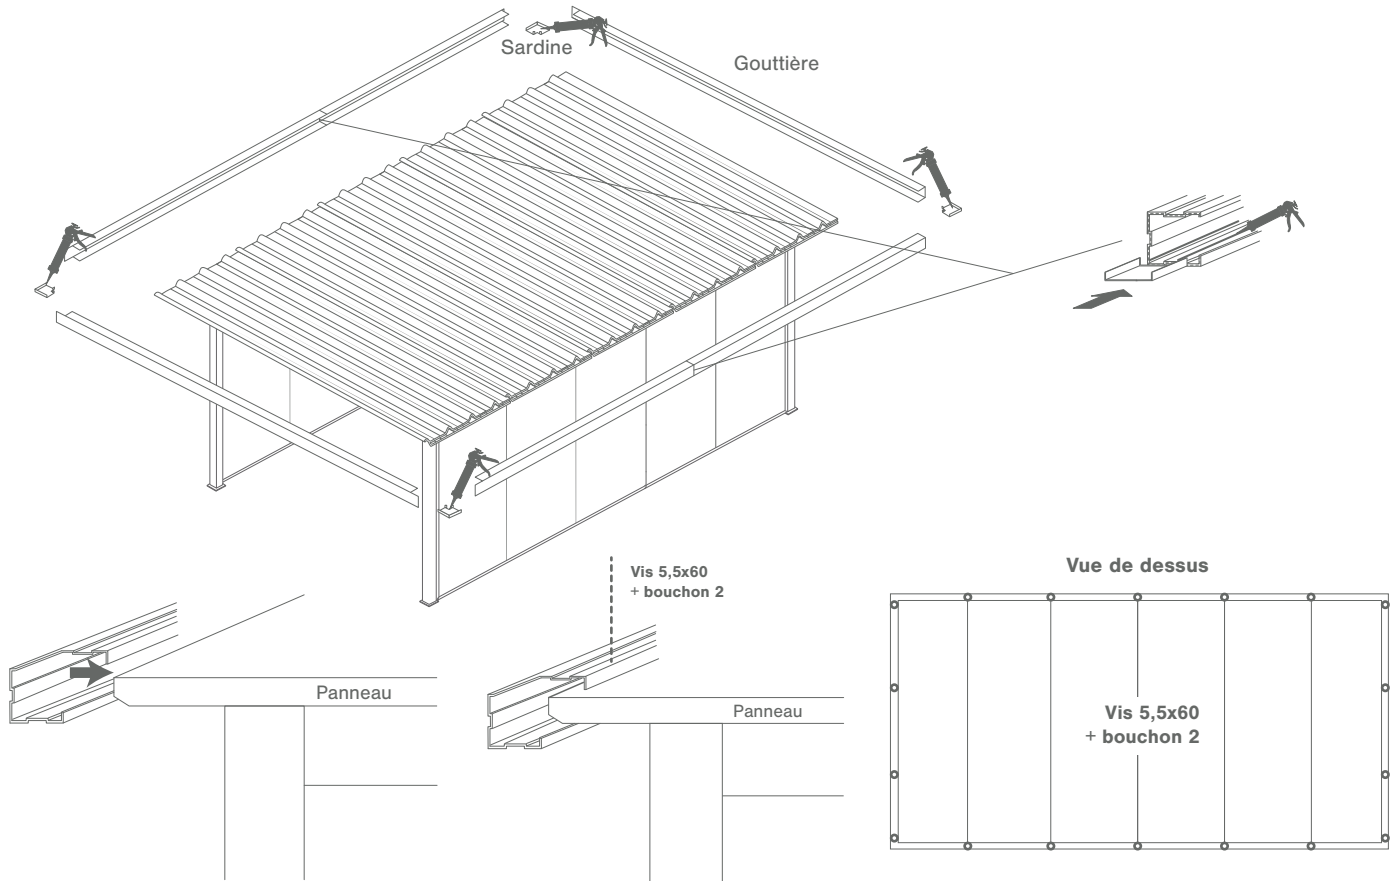 Sardine
Gouttière
Vis 5,5x60
+ bouchon 2
Panneau
Panneau
Vue de dessus
Vis 5,5x60
+ bouchon 2